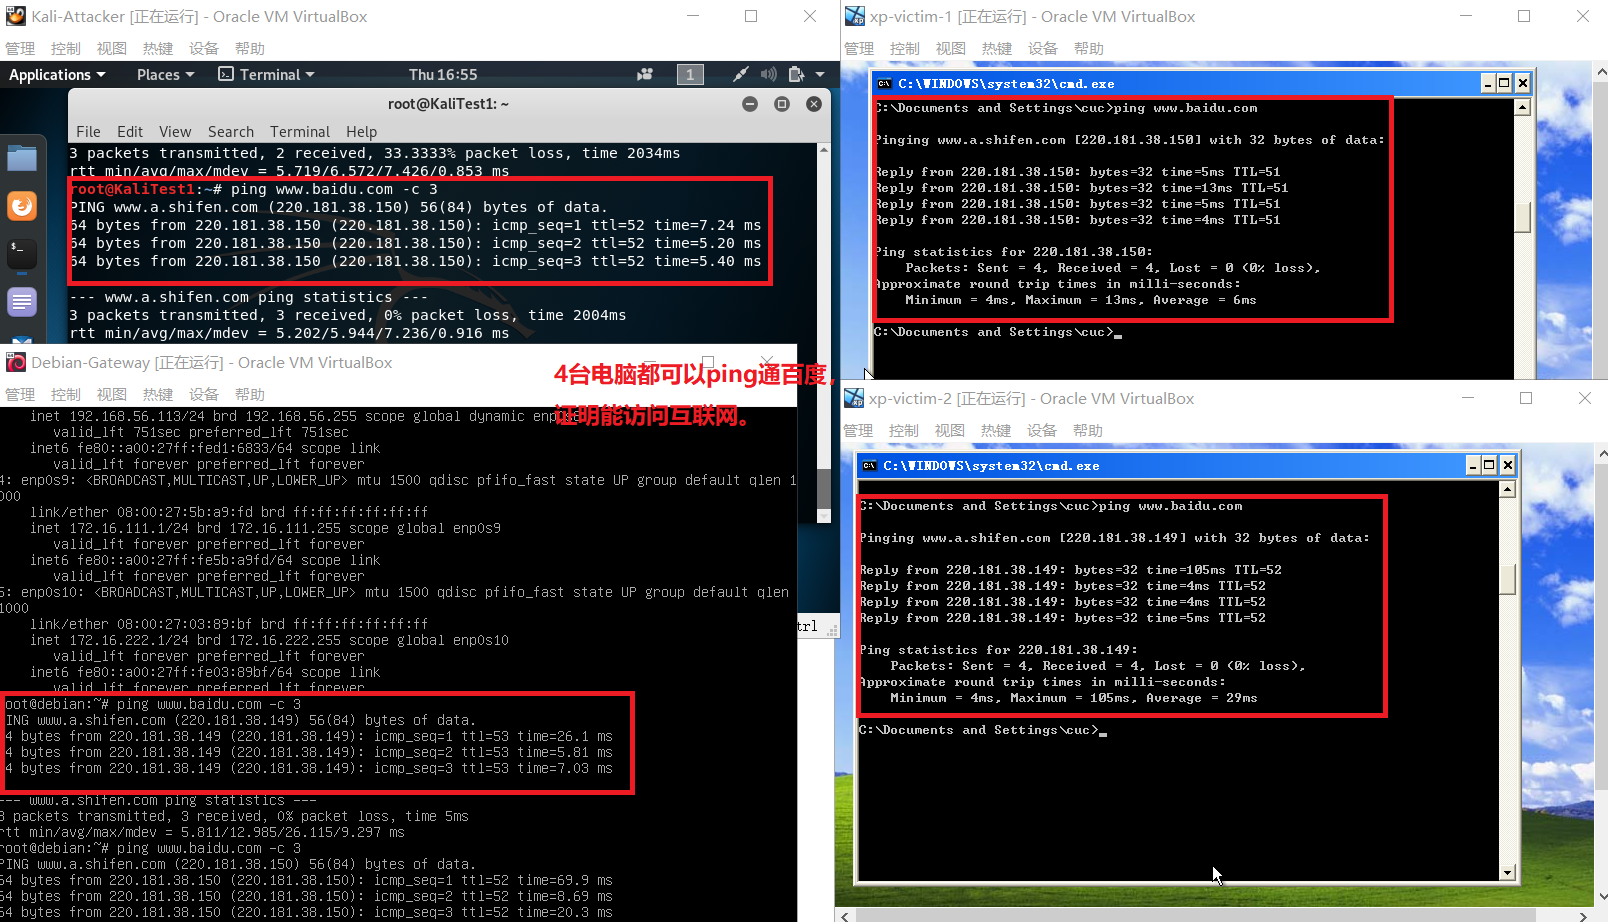 Kali-Attacker [正在运行] - Oracle VM VirtualBox
管理 控制 视图 热键 设备 帮助
Applications Places Terminal Thu 16:55 1
root@KaliTest1: ~
File Edit View Search Terminal Help
3 packets transmitted, 2 received, 33.3333% packet loss, time 2034ms
rtt min/avg/max/mdev = 5.719/6.572/7.426/0.853 ms
root@KaliTest1:~# ping www.baidu.com -c 3
PING www.a.shifen.com (220.181.38.150) 56(84) bytes of data.
64 bytes from 220.181.38.150 (220.181.38.150): icmp_seq=1 ttl=52 time=7.24 ms
64 bytes from 220.181.38.150 (220.181.38.150): icmp_seq=2 ttl=52 time=5.20 ms
64 bytes from 220.181.38.150 (220.181.38.150): icmp_seq=3 ttl=52 time=5.40 ms
--- www.a.shifen.com ping statistics ---
3 packets transmitted, 3 received, 0% packet loss, time 2004ms
rtt min/avg/max/mdev = 5.202/5.944/7.236/0.916 ms
Debian-Gateway [正在运行] - Oracle VM VirtualBox
管理 控制 视图 热键 设备 帮助
4台电脑都可以ping通百度,
证明能访问互联网。
inet 192.168.56.113/24 brd 192.168.56.255 scope global dynamic
valid_lft 751sec preferred_lft 751sec
inet6 fe80::a00:27ff:fed1:6833/64 scope link
valid_lft forever preferred_lft forever
4: enp0s9: <BROADCAST,MULTICAST,UP,LOWER_UP> mtu 1500 qdisc pfifo_fast state UP group default qlen 1
000
link/ether 08:00:27:5b:a9:fd brd ff:ff:ff:ff:ff:ff
inet 172.16.111.1/24 brd 172.16.111.255 scope global enp0s9
valid_lft forever preferred_lft forever
inet6 fe80::a00:27ff:fe5b:a9fd/64 scope link
valid_lft forever preferred_lft forever
5: enp0s10: <BROADCAST,MULTICAST,UP,LOWER_UP> mtu 1500 qdisc pfifo_fast state UP group default qlen
1000
link/ether 08:00:27:03:89:bf brd ff:ff:ff:ff:ff:ff
inet 172.16.222.1/24 brd 172.16.222.255 scope global enp0s10
valid_lft forever preferred_lft forever
inet6 fe80::a00:27ff:fe03:89bf/64 scope link
valid_lft forever preferred_lft forever
root@debian:~# ping www.baidu.com -c 3
PING www.a.shifen.com (220.181.38.149) 56(84) bytes of data.
64 bytes from 220.181.38.149 (220.181.38.149): icmp_seq=1 ttl=53 time=26.1 ms
64 bytes from 220.181.38.149 (220.181.38.149): icmp_seq=2 ttl=53 time=5.81 ms
64 bytes from 220.181.38.149 (220.181.38.149): icmp_seq=3 ttl=53 time=7.03 ms
--- www.a.shifen.com ping statistics ---
3 packets transmitted, 3 received, 0% packet loss, time 5ms
rtt min/avg/max/mdev = 5.811/12.985/26.115/9.297 ms
root@debian:~# ping www.baidu.com -c 3
PING www.a.shifen.com (220.181.38.150) 56(84) bytes of data.
64 bytes from 220.181.38.150 (220.181.38.150): icmp_seq=1 ttl=52 time=69.9 ms
64 bytes from 220.181.38.150 (220.181.38.150): icmp_seq=2 ttl=52 time=8.69 ms
64 bytes from 220.181.38.150 (220.181.38.150): icmp_seq=3 ttl=52 time=20.3 ms
trl
xp-victim-1 [正在运行] - Oracle VM VirtualBox
管理 控制 视图 热键 设备 帮助
C:\WINDOWS\system32\cmd.exe
C:\Documents and Settings\cuc>ping www.baidu.com
Pinging www.a.shifen.com [220.181.38.150] with 32 bytes of data:
Reply from 220.181.38.150: bytes=32 time=5ms TTL=51
Reply from 220.181.38.150: bytes=32 time=13ms TTL=51
Reply from 220.181.38.150: bytes=32 time=5ms TTL=51
Reply from 220.181.38.150: bytes=32 time=4ms TTL=51
Ping statistics for 220.181.38.150:
Packets: Sent = 4, Received = 4, Lost = 0 (0% loss),
Approximate round trip times in milli-seconds:
Minimum = 4ms, Maximum = 13ms, Average = 6ms
C:\Documents and Settings\cuc>_
xp-victim-2 [正在运行] - Oracle VM VirtualBox
管理 控制 视图 热键 设备 帮助
C:\WINDOWS\system32\cmd.exe
C:\Documents and Settings\cuc>ping www.baidu.com
Pinging www.a.shifen.com [220.181.38.149] with 32 bytes of data:
Reply from 220.181.38.149: bytes=32 time=105ms TTL=52
Reply from 220.181.38.149: bytes=32 time=4ms TTL=52
Reply from 220.181.38.149: bytes=32 time=4ms TTL=52
Reply from 220.181.38.149: bytes=32 time=5ms TTL=52
Ping statistics for 220.181.38.149:
Packets: Sent = 4, Received = 4, Lost = 0 (0% loss),
Approximate round trip times in milli-seconds:
Minimum = 4ms, Maximum = 105ms, Average = 29ms
C:\Documents and Settings\cuc>_